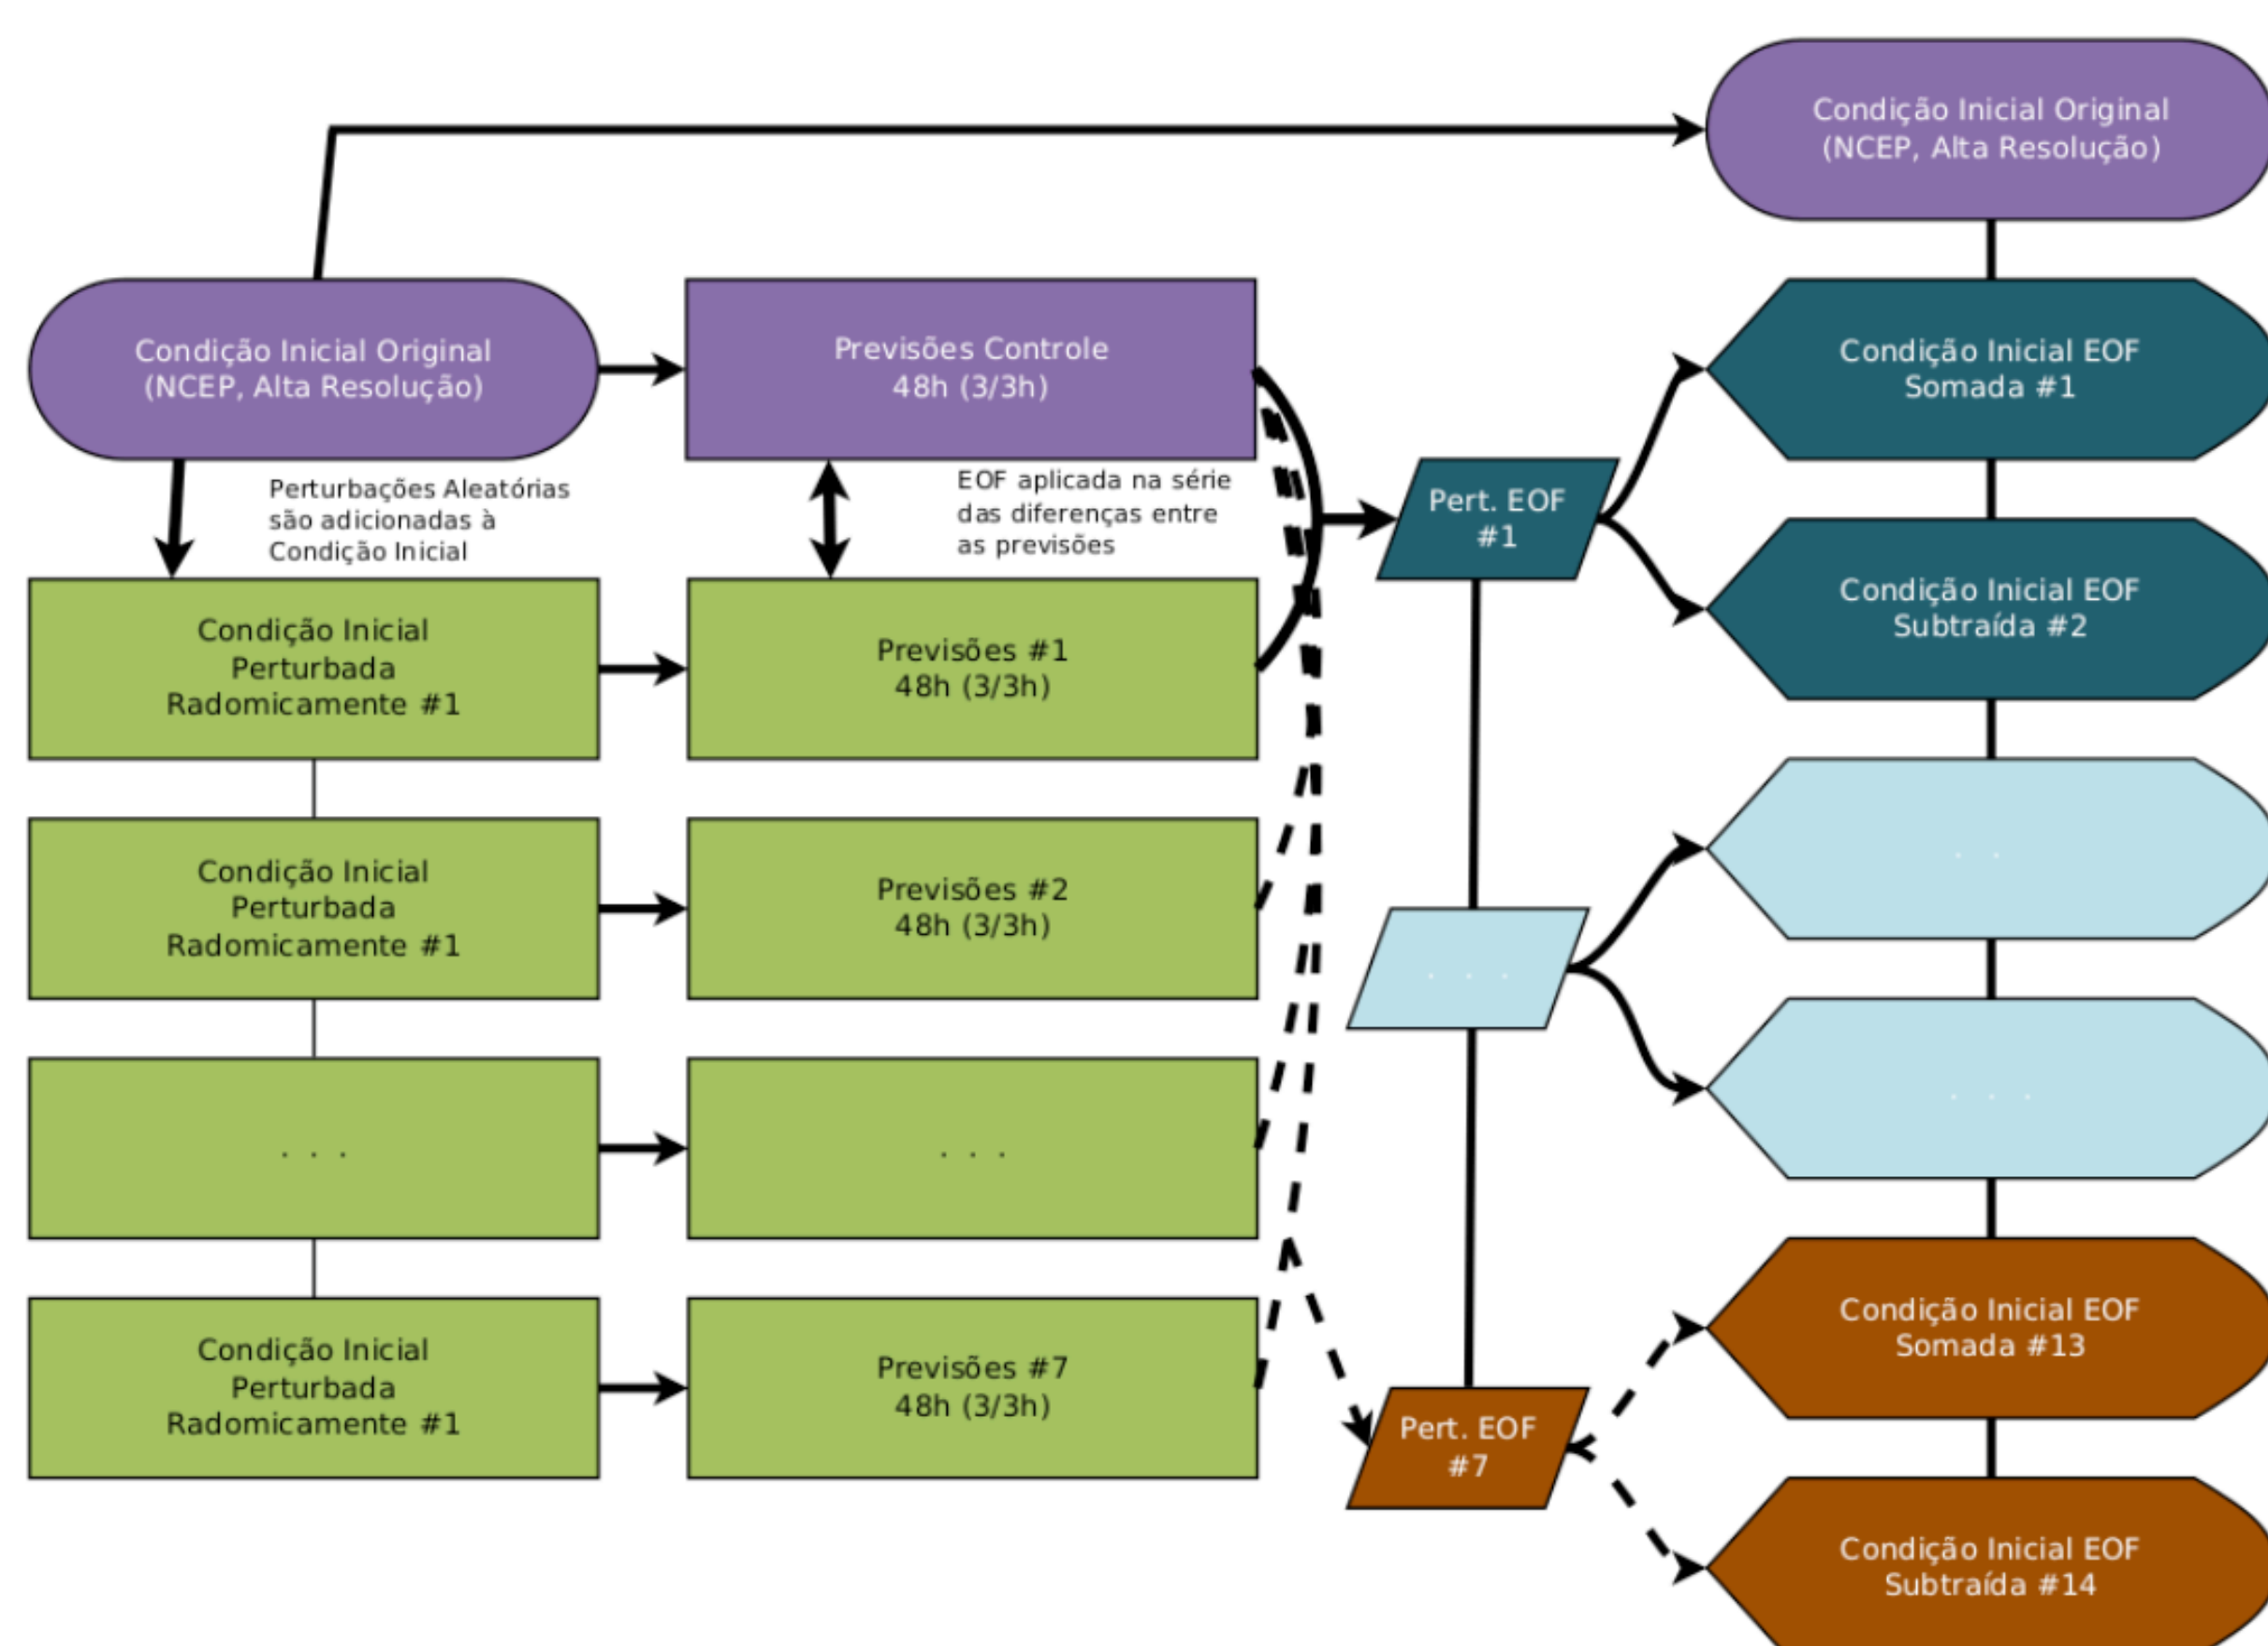 Condição Inicial Original
(NCEP, Alta Resolução)
Condição Inicial Original
(NCEP, Alta Resolução)
Previsões Controle
48h (3/3h)
Condição Inicial EOF
Somada #1
Perturbações Aleatórias
são adicionadas à
Condição Inicial
EOF aplicada na série
das diferenças entre
as previsões
Pert. EOF
#1
Condição Inicial EOF
Subtraída #2
Condição Inicial
Perturbada
Radomicamente #1
Previsões #1
48h (3/3h)
Condição Inicial
Perturbada
Radomicamente #1
Previsões #2
48h (3/3h)
. .
. . .
. . .
. . .
. . .
Condição Inicial EOF
Somada #13
Condição Inicial
Perturbada
Radomicamente #1
Previsões #7
48h (3/3h)
Pert. EOF
#7
Condição Inicial EOF
Subtraída #14